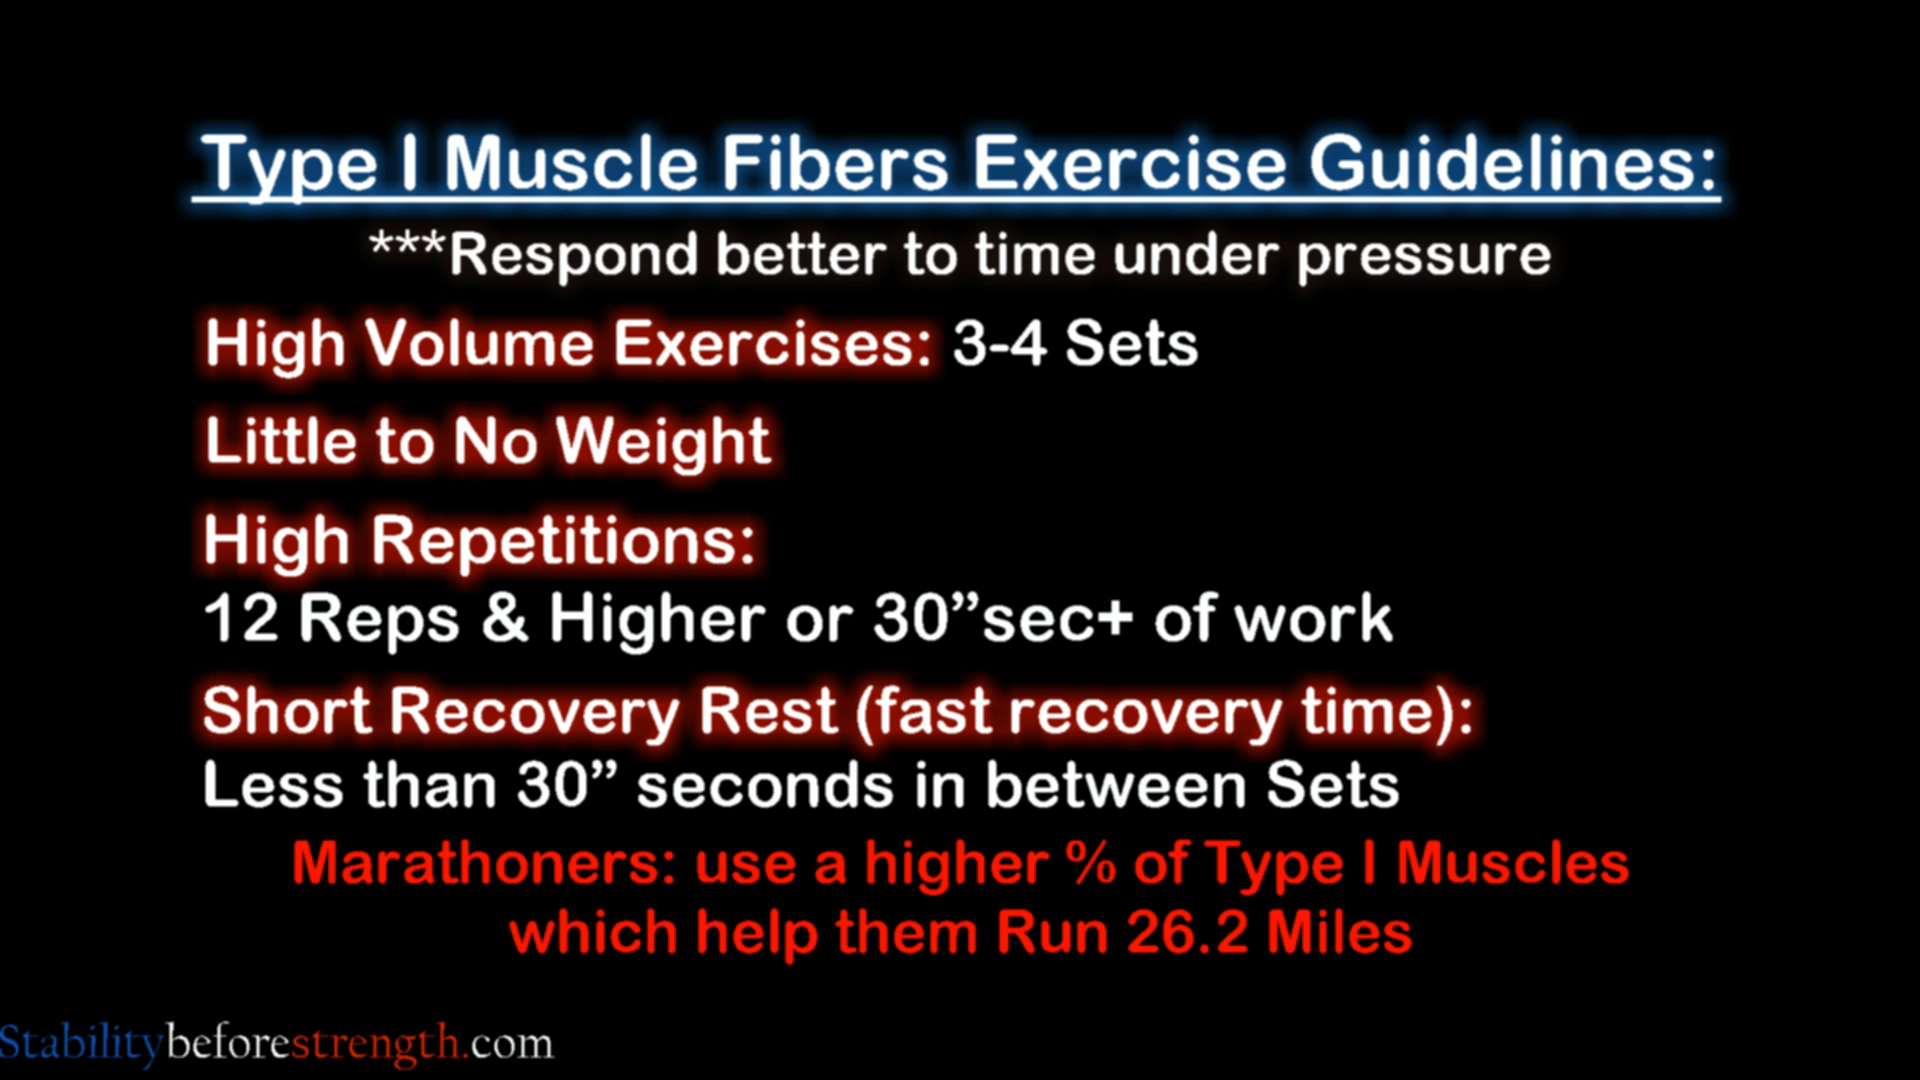 Type I Muscle Fibers Exercise Guidelines:
***Respond better to time under pressure
High Volume Exercises: 3-4 Sets
Little to No Weight
High Repetitions:
12 Reps & Higher or 30”sec+ of work
Short Recovery Rest (fast recovery time):
Less than 30” seconds in between Sets
Marathoners: use a higher % of Type I Muscles
which help them Run 26.2 Miles
Stabilitybeforestrength.com